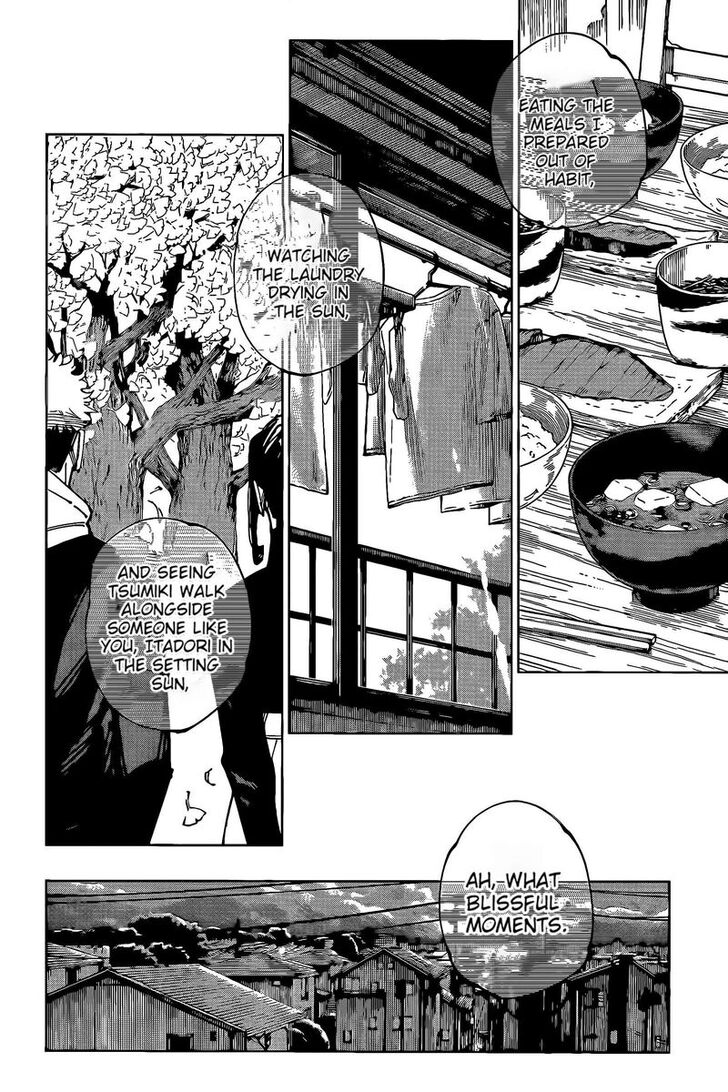 EATING THE
MEALS I
PREPARED
OUT OF
HABIT,
WATCHING
THE LAUNDRY
DRYING IN
THE SUN,
AND SEEING
TSUMIKI WALK
ALONGSIDE
SOMEONE LIKE
YOU, ITADORI IN
THE SETTING
SUN,
AH, WHAT
BLISSFUL
MOMENTS.